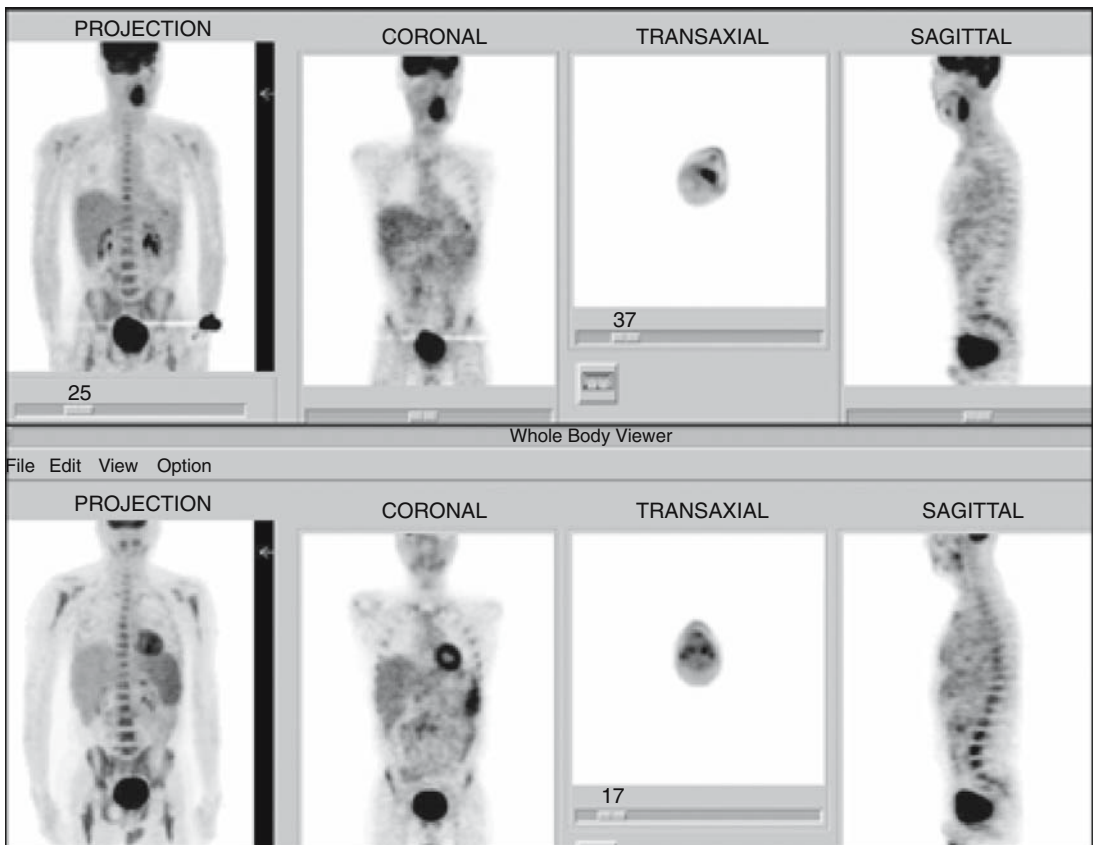 PROJECTION
CORONAL
TRANSAXIAL
SAGITTAL
37
25
Whole Body Viewer
File Edit View Option
PROJECTION
CORONAL
TRANSAXIAL
SAGITTAL
17